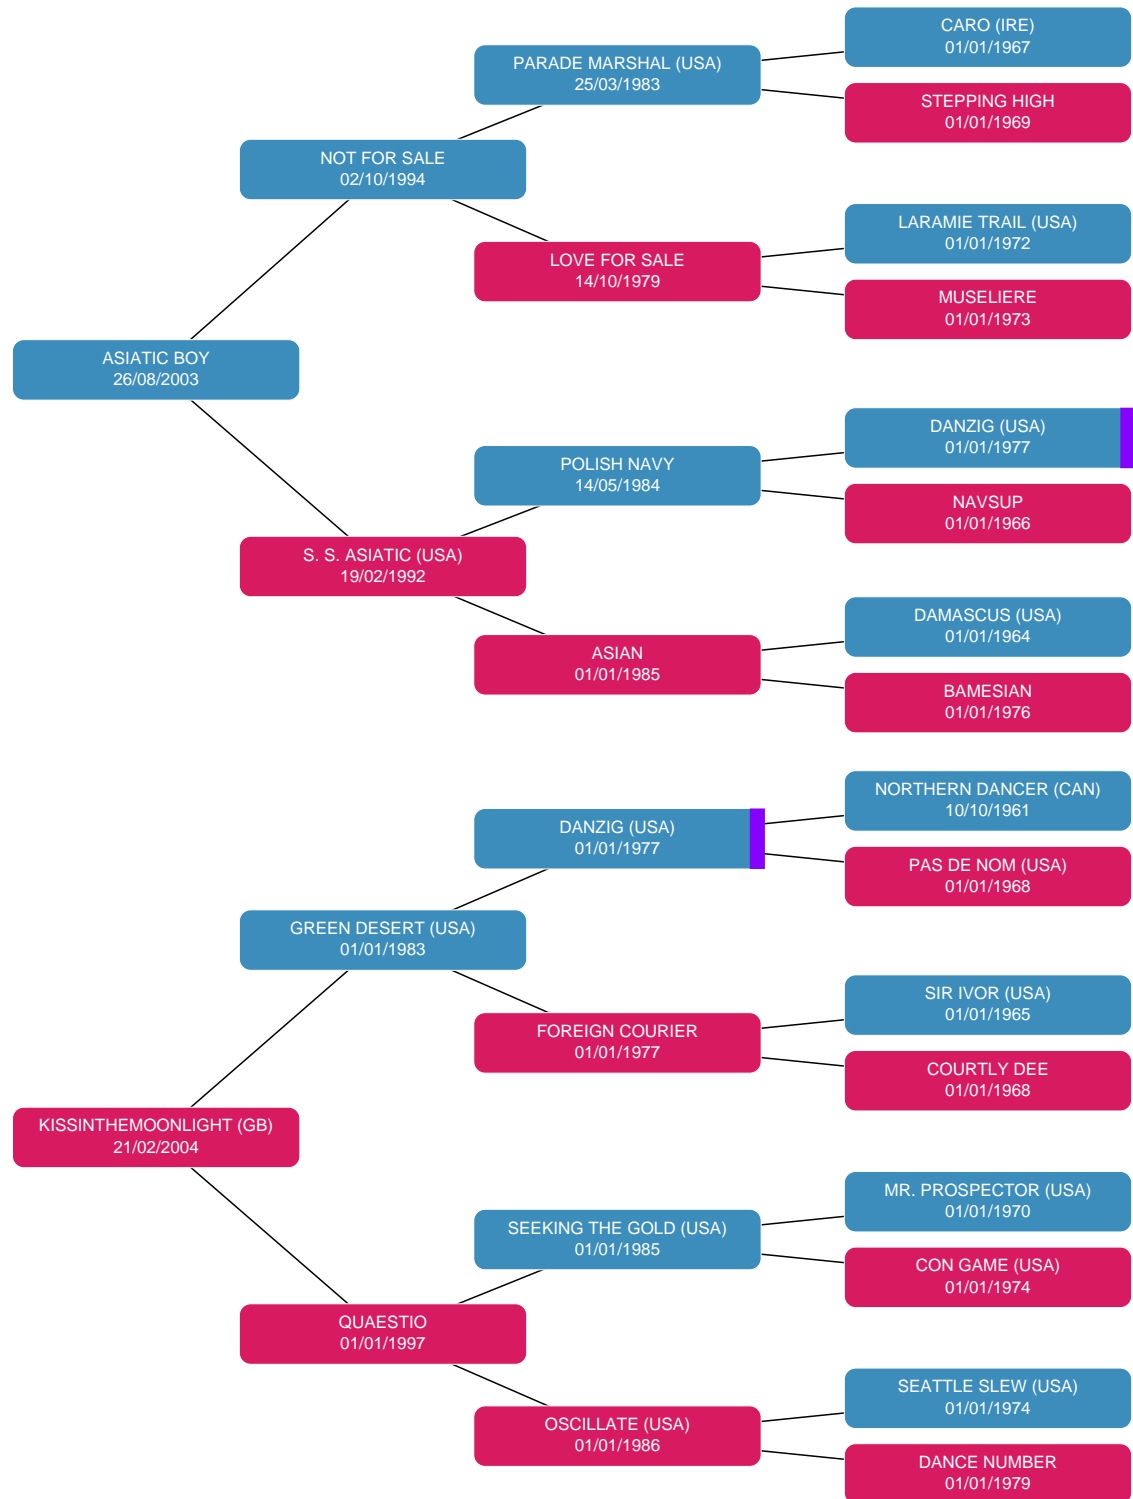 CARO (IRE)
01/01/1967
PARADE MARSHAL (USA)
25/03/1983
STEPPING HIGH
01/01/1969
NOT FOR SALE
02/10/1994
LARAMIE TRAIL (USA)
01/01/1972
LOVE FOR SALE
14/10/1979
MUSELIERE
01/01/1973
ASIATIC BOY
26/08/2003
DANZIG (USA)
01/01/1977
POLISH NAVY
14/05/1984
NAVSUP
01/01/1966
S. S. ASIATIC (USA)
19/02/1992
DAMASCUS (USA)
01/01/1964
ASIAN
01/01/1985
BAMESIAN
01/01/1976
NORTHERN DANCER (CAN)
10/10/1961
DANZIG (USA)
01/01/1977
PAS DE NOM (USA)
01/01/1968
GREEN DESERT (USA)
01/01/1983
SIR IVOR (USA)
01/01/1965
FOREIGN COURIER
01/01/1977
COURTLY DEE
01/01/1968
KISSINTHEMOONLIGHT (GB)
21/02/2004
MR. PROSPECTOR (USA)
01/01/1970
SEEKING THE GOLD (USA)
01/01/1985
CON GAME (USA)
01/01/1974
QUAESTIO
01/01/1997
SEATTLE SLEW (USA)
01/01/1974
OSCILLATE (USA)
01/01/1986
DANCE NUMBER
01/01/1979